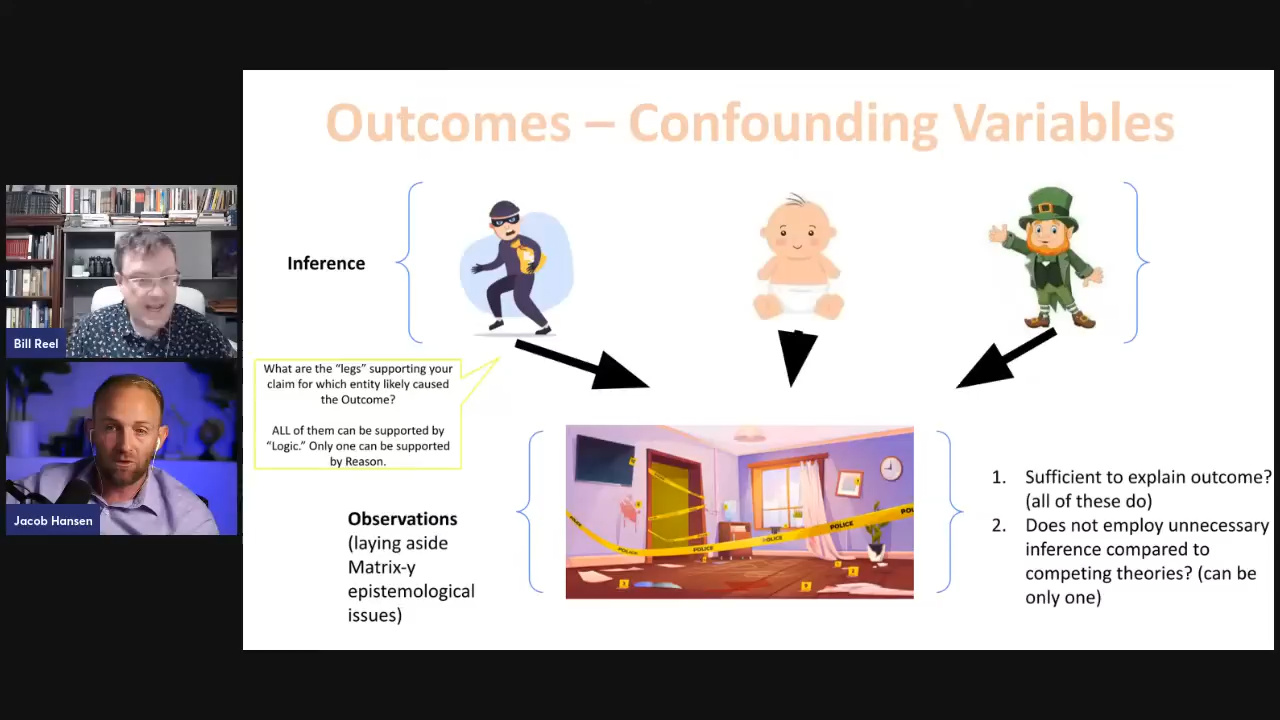 Outcomes – Confounding Variables
Inference
Bill Reel
What are the “legs” supporting your
claim for which entity likely caused
the Outcome?
ALL of them can be supported by
“Logic.” Only one can be supported
by Reason.
Jacob Hansen
Observations
(laying aside
Matrix-y
epistemological
issues)
POLICE
POLICE
POLICE
POLICE
1. Sufficient to explain outcome?
(all of these do)
2. Does not employ unnecessary
inference compared to
competing theories? (can be
only one)